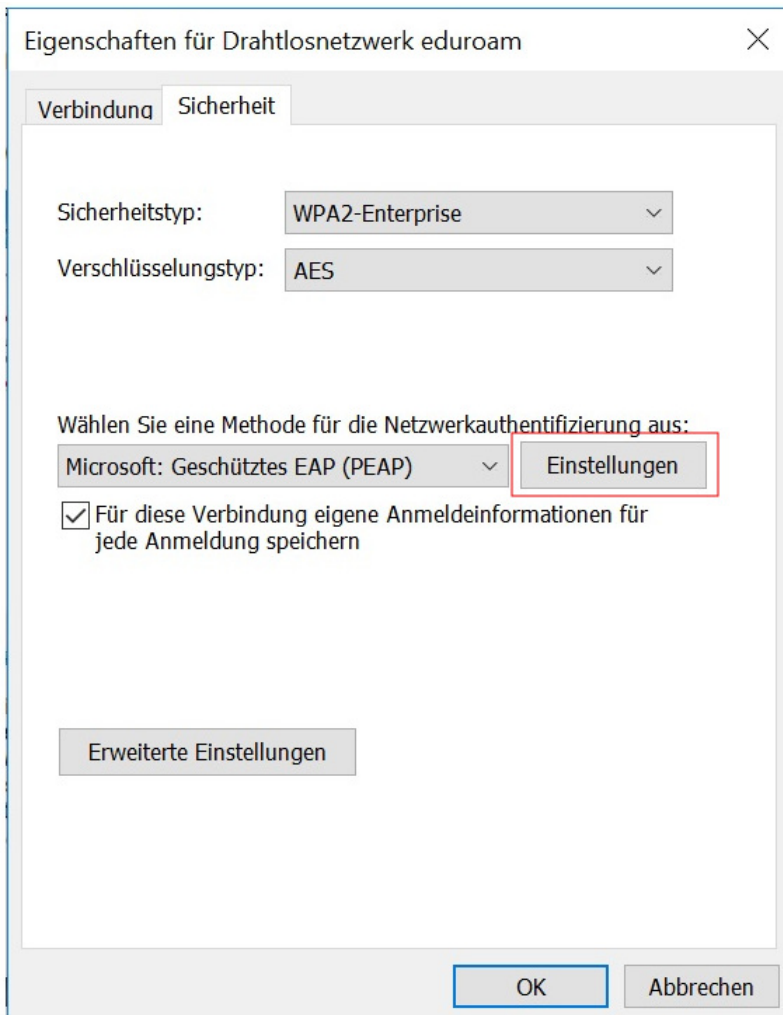 Eigenschaften für Drahtlosnetzwerk eduroam
Verbindung
Sicherheit
Sicherheitstyp:
WPA2-Enterprise
Verschlüsselungstyp:
AES
Wählen Sie eine Methode für die Netzwerkauthentifizierung aus:
Microsoft: Geschütztes EAP (PEAP)
Einstellungen
Für diese Verbindung eigene Anmeldeinformationen für
jede Anmeldung speichern
Erweiterte Einstellungen
OK
Abbrechen